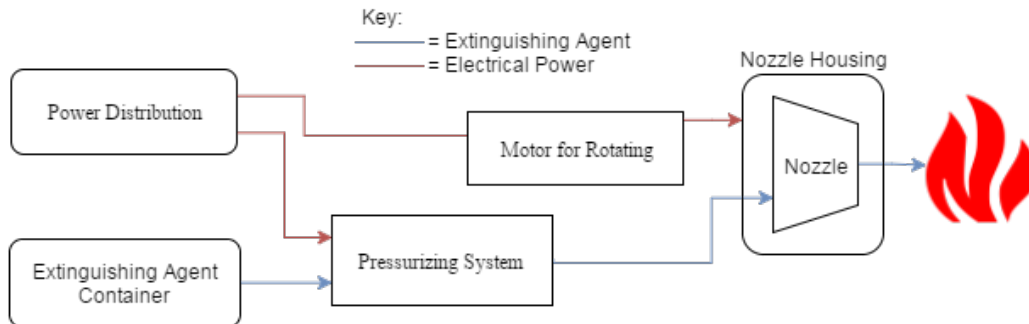 Key:
= Extinguishing Agent
= Electrical Power
Nozzle Housing
Power Distribution
Motor for Rotating
Nozzle
Extinguishing Agent
Container
Pressurizing System